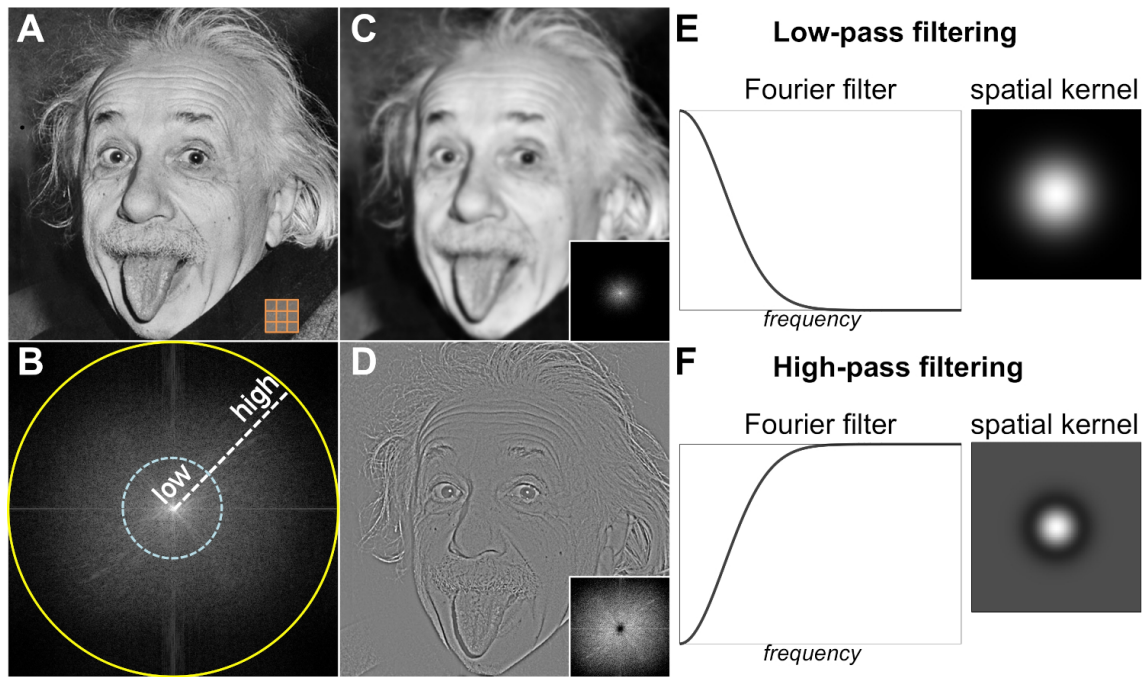 A
B
high
low
C
D
E
Low-pass filtering
Fourier filter
spatial kernel
frequency
F
High-pass filtering
Fourier filter
spatial kernel
frequency